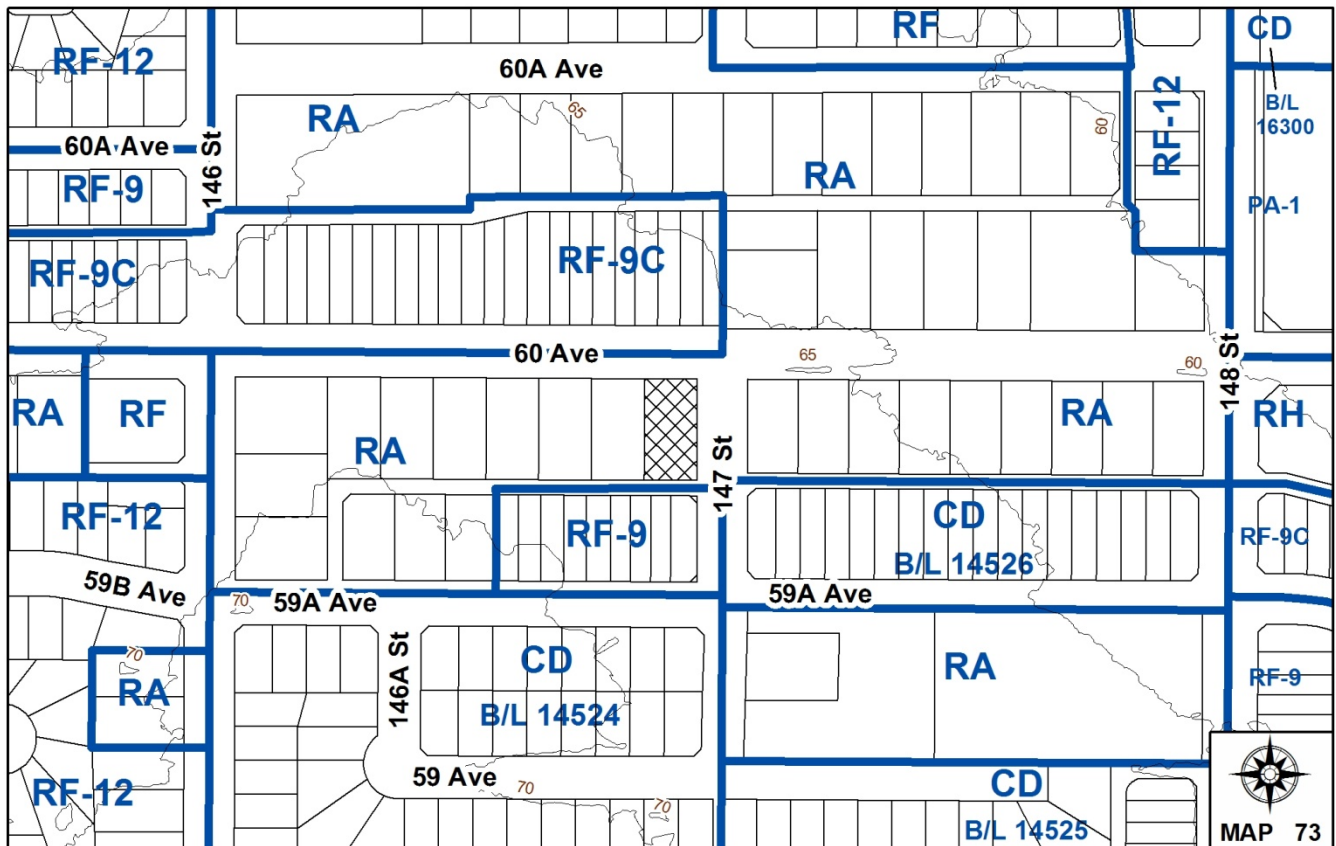 RF
CD
RF-12
60A Ave
65
RA
60
RF-12
B/L
16300
60A Ave
146 St
RF-9
RA
PA-1
RF-9C
RF-9C
60 Ave
65
60
148 St
RA
RF
RA
RA
RH
147 St
RF-12
RF-9
CD
B/L 14526
RF-9C
59B Ave
70
59A Ave
59A Ave
70
RA
146A St
CD
B/L 14524
RA
RF-9
RF-12
59 Ave
70
70
CD
B/L 14525
MAP 73